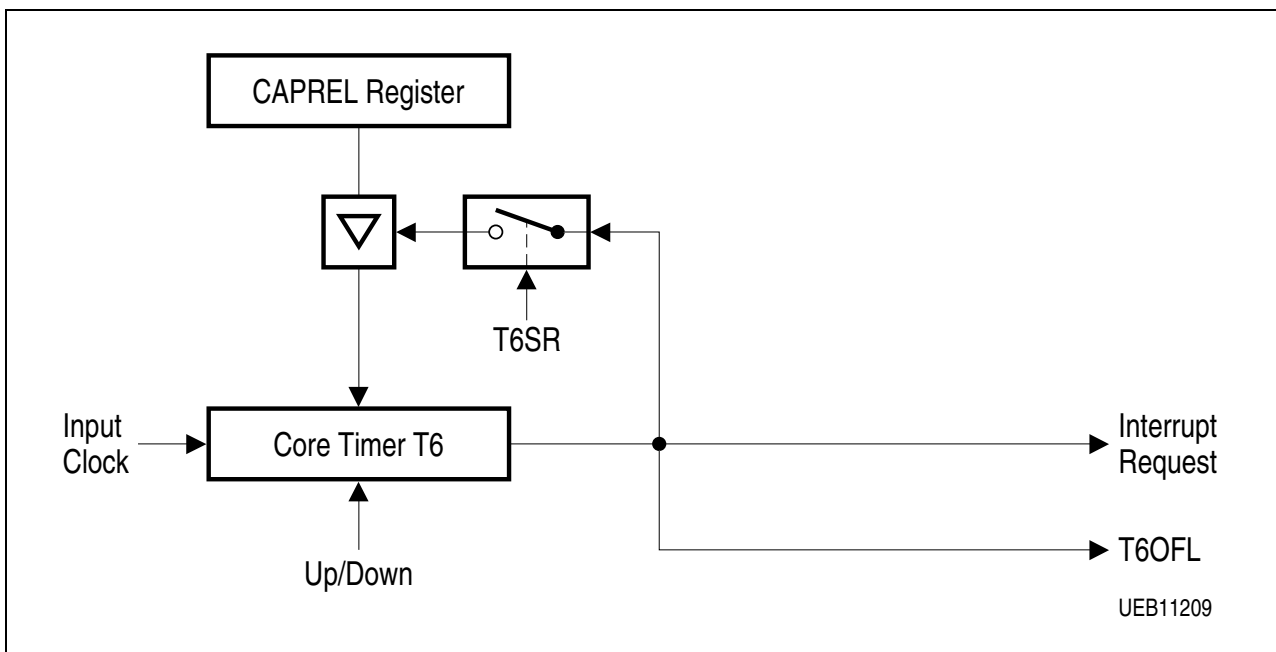 CAPREL Register
T6SR
Input
Clock
Core Timer T6
Interrupt
Request
Up/Down
T6OFL
UEB11209